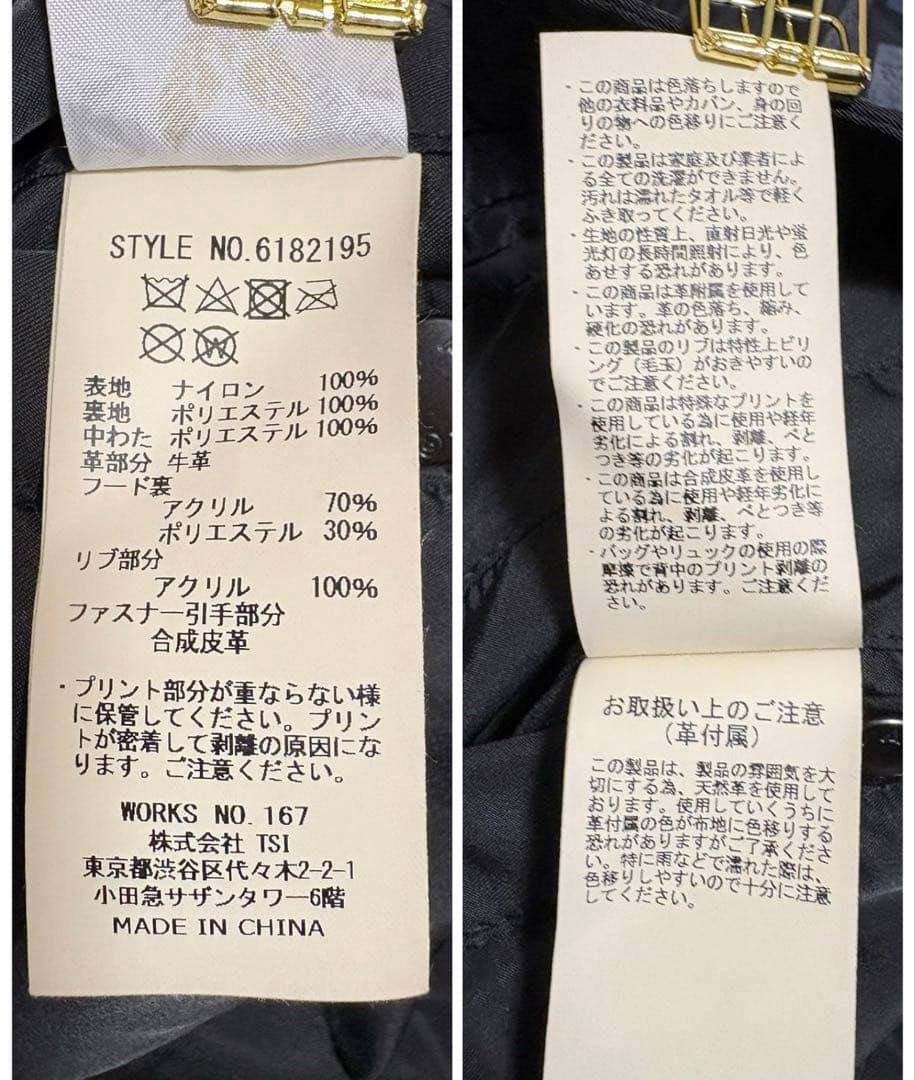 STYLE NO.6182195
W
表地 ナイロン 100%
裏地 ポリエステル 100%
中わた ポリエステル 100%
革部分 牛革
フード裏
アクリル 70%
ポリエステル 30%
リブ部分
アクリル 100%
ファスナー引手部分
合成皮革
・プリント部分が重ならない様
に保管してください。プリン
トが密着して剥離の原因にな
ります。ご注意ください。
WORKS NO. 167
株式会社 TSI
東京都渋谷区代々木2-2-1
小田急サザンタワー6階
MADE IN CHINA
・この商品は色落ちしますので
他の衣料品やカバン、身の回
りの物への色移りにご注意く
ださい。
・この製品は家庭及び業者によ
る全ての洗濯ができません。
汚れは濡れたタオル等で軽く
ふき取ってください。
・生地の性質上、直射日光や蛍
光灯の長時間照射により、色
あせする恐れがあります。
・この商品は革附属を使用して
います。革の色落ち、縮み、
硬化の恐れがあります。
・この製品のリブは特性上ピリ
ング（毛玉）がおきやすいの
でご注意ください。
・この商品は特殊なプリントを
使用している為に使用や経年
劣化による割れ、剥離、べと
つき等の劣化が起こります。
・この商品は合成皮革を使用し
ている為に使用や経年劣化に
よる割れ、剥離、べとつき等
の劣化が起こります。
・バッグやリュックの使用の際
摩擦で背中のプリント剥離の
恐れがあります。ご注意くだ
さい。
お取扱い上のご注意
（革付属）
この製品は、製品の雰囲気を大
切にする為、天然革を使用して
おります。使用していくうちに
革付属の色が布地に色移りする
恐れがありますがご了承くださ
い。特に雨などで濡れた際は、
色移りしやすいので十分に注意
してください。